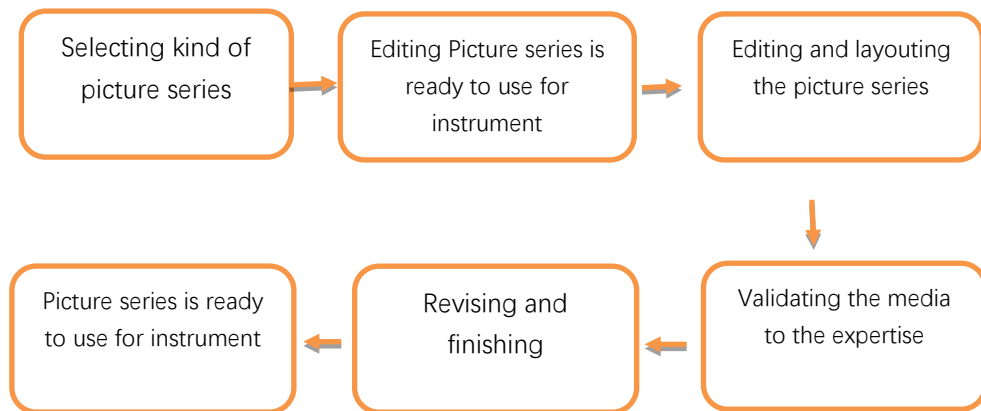 Selecting kind of
picture series
Editing Picture series is
ready to use for
instrument
Editing and layouting
the picture series
Validating the media
to the expertise
Revising and
finishing
Picture series is ready
to use for instrument